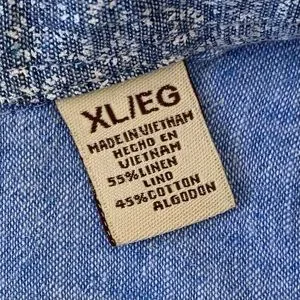 XL/EG
MADE IN VIETNAM
HECHO EN
VIETNAM
55% LINEN
LINO
45% COTTON
ALGODON